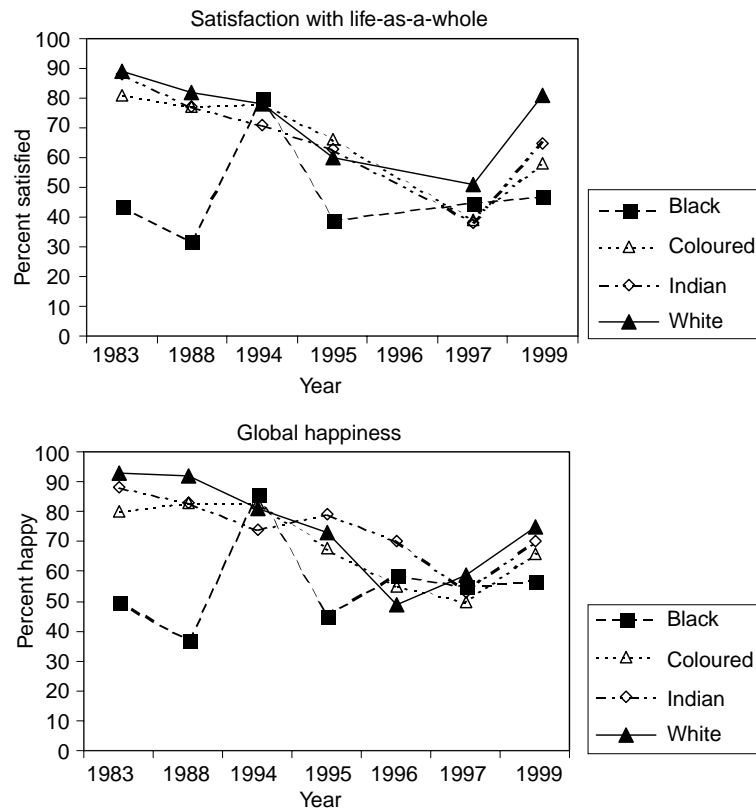 Satisfaction with life-as-a-whole
Percent satisfied
100
90
80
70
60
50
40
30
20
10
0
1983 1988 1994 1995 1996 1997 1999
Year
Black
Coloured
Indian
White
Global happiness
Percent happy
100
90
80
70
60
50
40
30
20
10
0
1983 1988 1994 1995 1996 1997 1999
Year
Black
Coloured
Indian
White